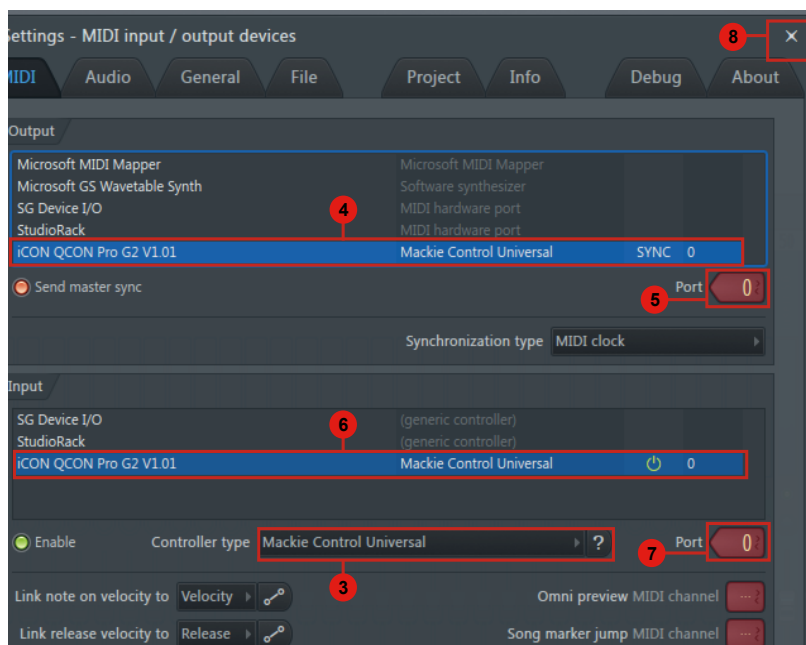 Settings - MIDI input / output devices 8 ×
MIDI Audio General File Project Info Debug About
Output
Microsoft MIDI Mapper Microsoft MIDI Mapper
Microsoft GS Wavetable Synth Software synthesizer
SG Device I/O MIDI hardware port
4
StudioRack MIDI hardware port
iCON QCON Pro G2 V1.01 Mackie Control Universal SYNC 0
Send master sync 5 Port 0
Synchronization type MIDI clock
Input
SG Device I/O (generic controller)
6
StudioRack (generic controller)
iCON QCON Pro G2 V1.01 Mackie Control Universal 0
Enable Controller type Mackie Control Universal ? 7 Port 0
3
Link note on velocity to Velocity Omni preview MIDI channel ---
Link release velocity to Release Song marker jump MIDI channel ---